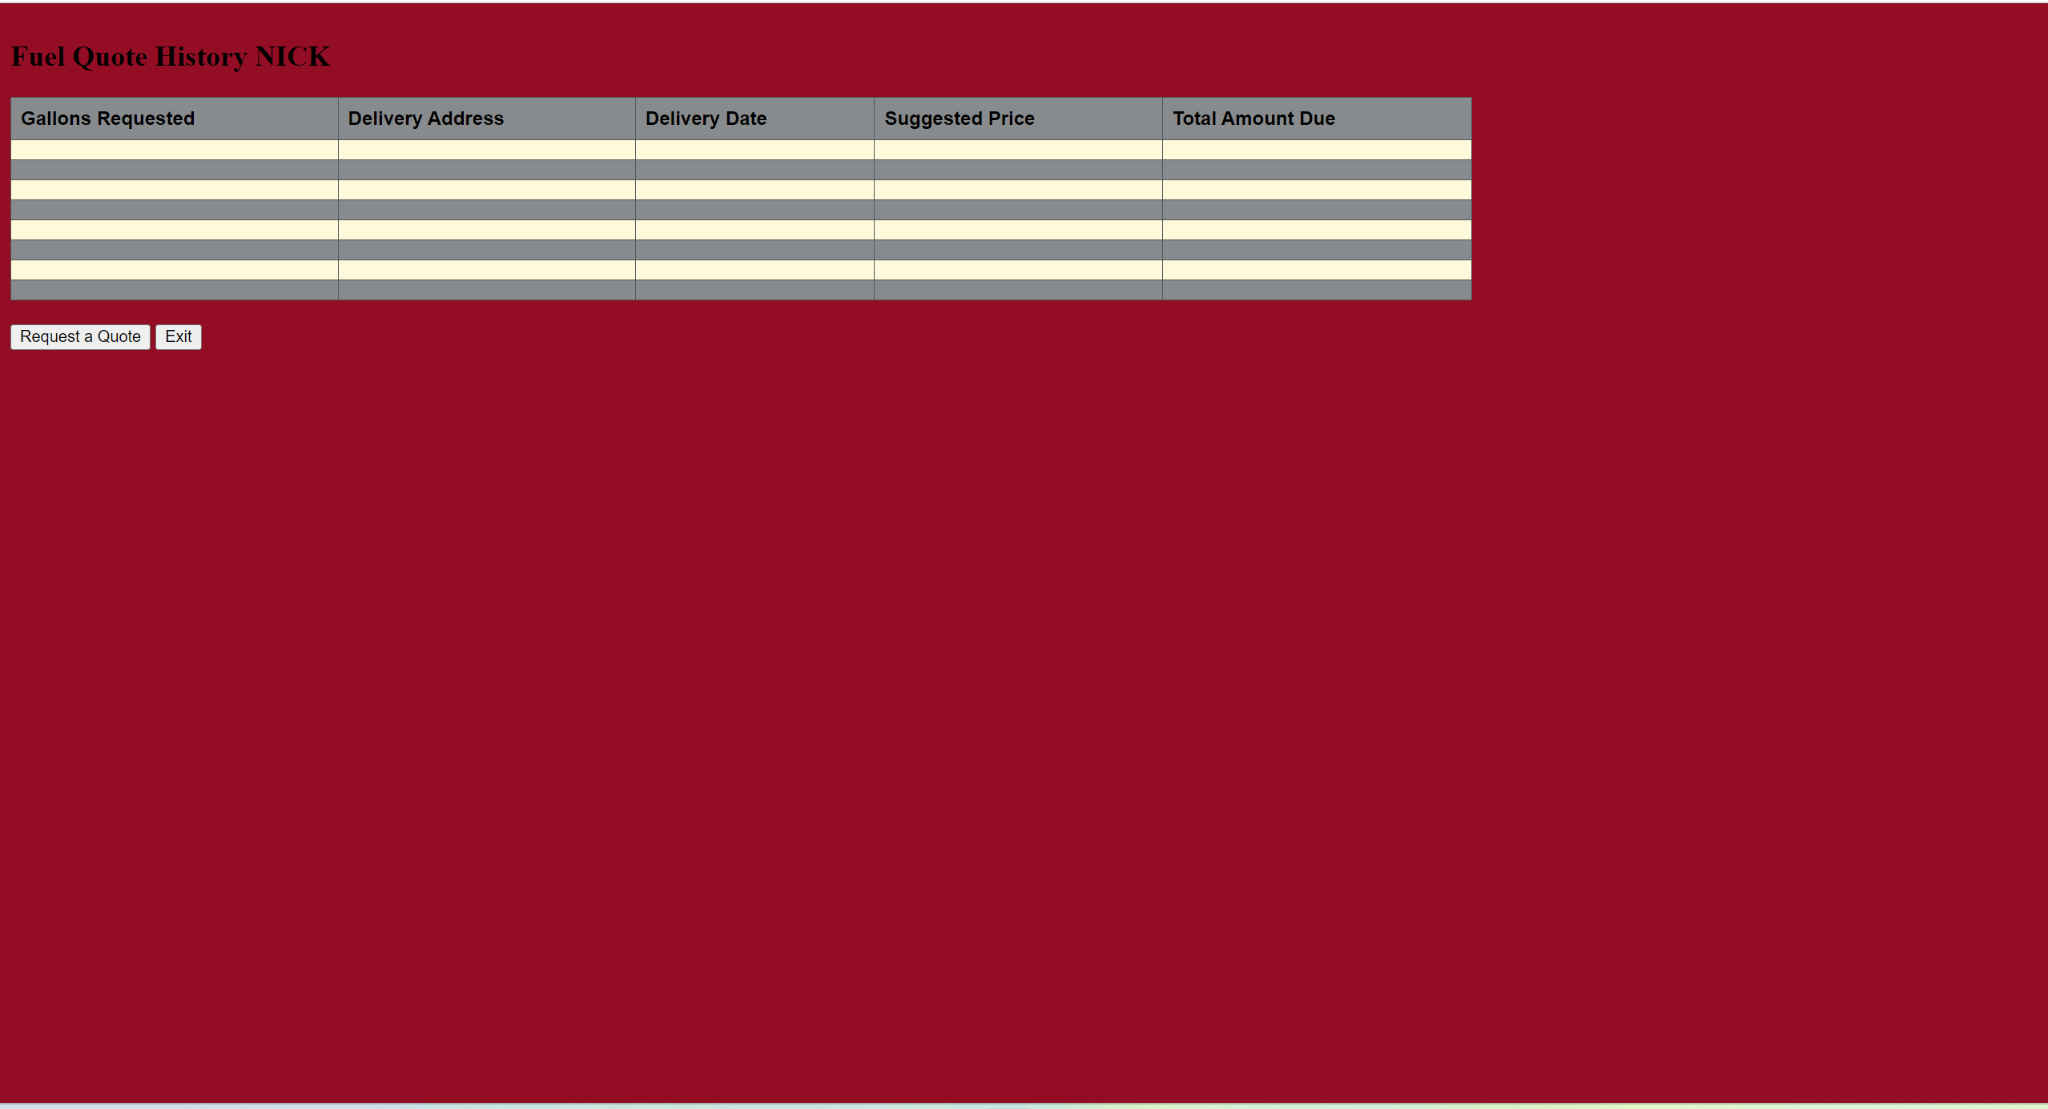 Fuel Quote History NICK
Gallons Requested Delivery Address Delivery Date Suggested Price Total Amount Due
Request a Quote Exit